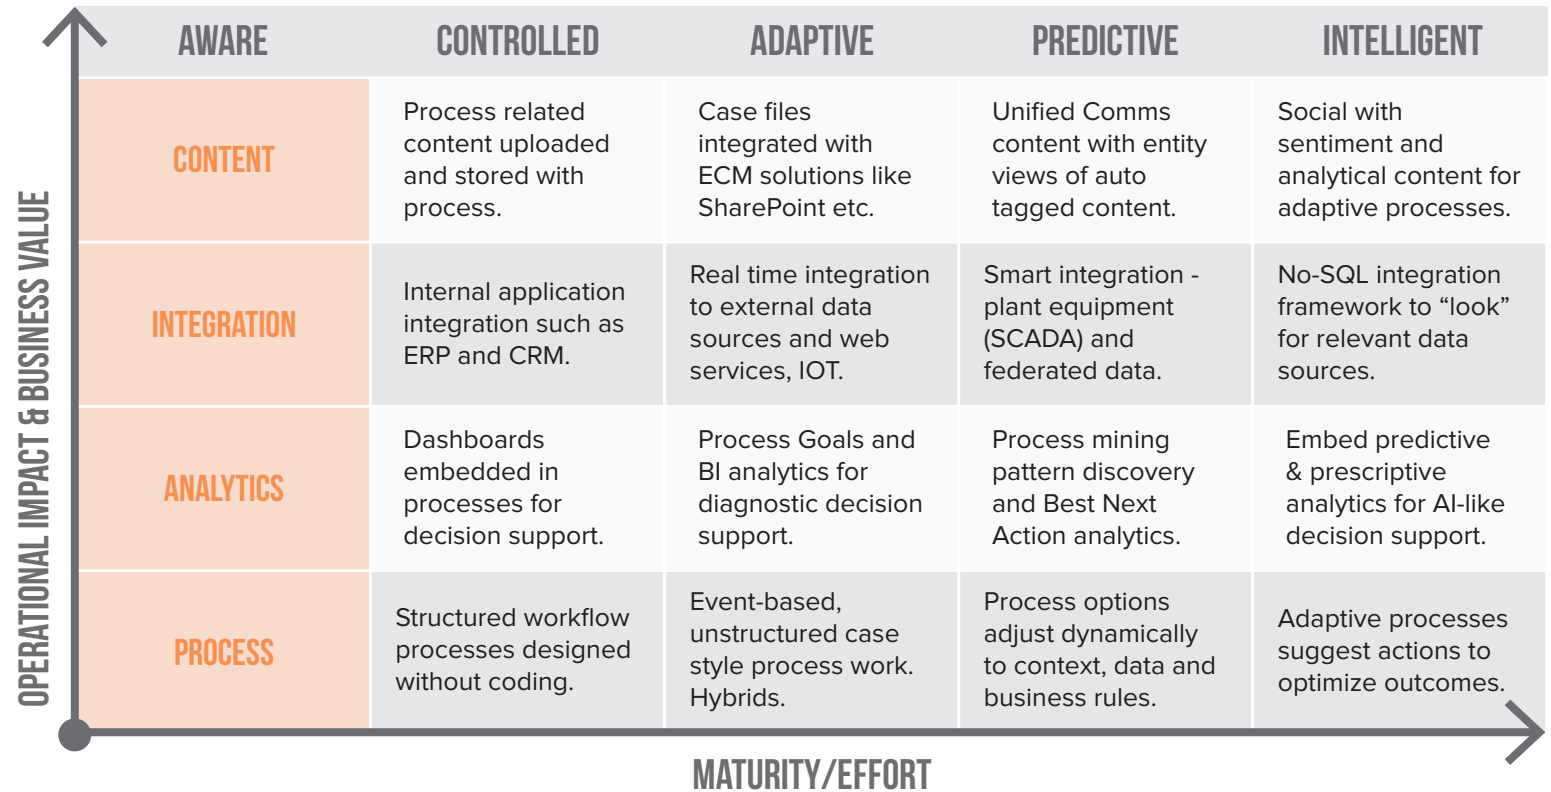 AWARE
CONTROLLED
ADAPTIVE
PREDICTIVE
INTELLIGENT
OPERATIONAL IMPACT & BUSINESS VALUE
CONTENT
Process related
content uploaded
and stored with
process.
Case files
integrated with
ECM solutions like
SharePoint etc.
Unified Comms
content with entity
views of auto
tagged content.
Social with
sentiment and
analytical content for
adaptive processes.
INTEGRATION
Internal application
integration such as
ERP and CRM.
Real time integration
to external data
sources and web
services, IOT.
Smart integration -
plant equipment
(SCADA) and
federated data.
No-SQL integration
framework to “look”
for relevant data
sources.
ANALYTICS
Dashboards
embedded in
processes for
decision support.
Process Goals and
BI analytics for
diagnostic decision
support.
Process mining
pattern discovery
and Best Next
Action analytics.
Embed predictive
& prescriptive
analytics for AI-like
decision support.
PROCESS
Structured workflow
processes designed
without coding.
Event-based,
unstructured case
style process work.
Hybrids.
Process options
adjust dynamically
to context, data and
business rules.
Adaptive processes
suggest actions to
optimize outcomes.
MATURITY/EFFORT